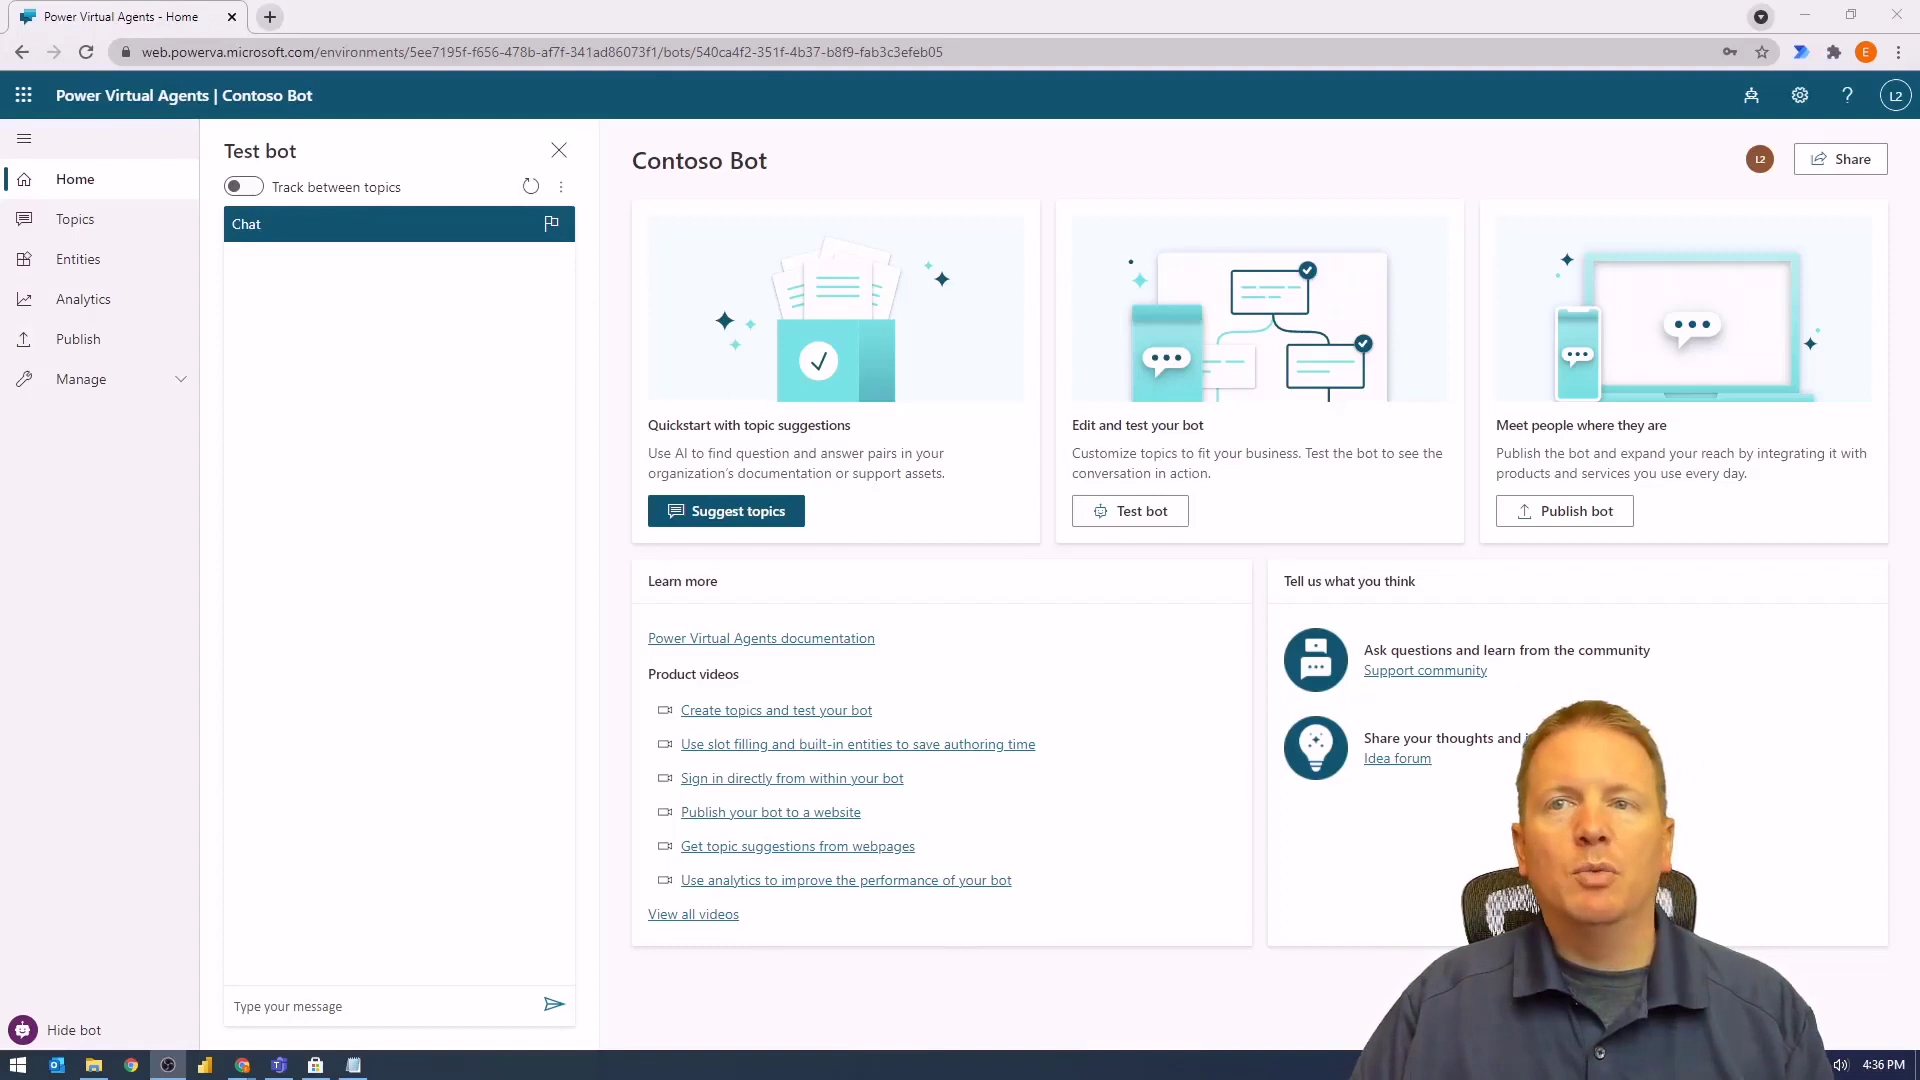 Power Virtual Agents - Home
web.powerva.microsoft.com/environments/5ee7195f-f656-478b-af7f-341ad86073f1/bots/540ca4f2-351f-4b37-b8f9-fab3c3efeb05
E
Power Virtual Agents | Contoso Bot
L2
Home
Topics
Entities
Analytics
Publish
Manage
Hide bot
Test bot
Track between topics
Chat
Type your message
Contoso Bot
L2
Share
Quickstart with topic suggestions
Use AI to find question and answer pairs in your
organization's documentation or support assets.
Suggest topics
Edit and test your bot
Customize topics to fit your business. Test the bot to see the
conversation in action.
Test bot
Meet people where they are
Publish the bot and expand your reach by integrating it with
products and services you use every day.
Publish bot
Learn more
Power Virtual Agents documentation
Product videos
Create topics and test your bot
Use slot filling and built-in entities to save authoring time
Sign in directly from within your bot
Publish your bot to a website
Get topic suggestions from webpages
Use analytics to improve the performance of your bot
View all videos
Tell us what you think
Ask questions and learn from the community
Support community
Share your thoughts and
Idea forum
4:36 PM